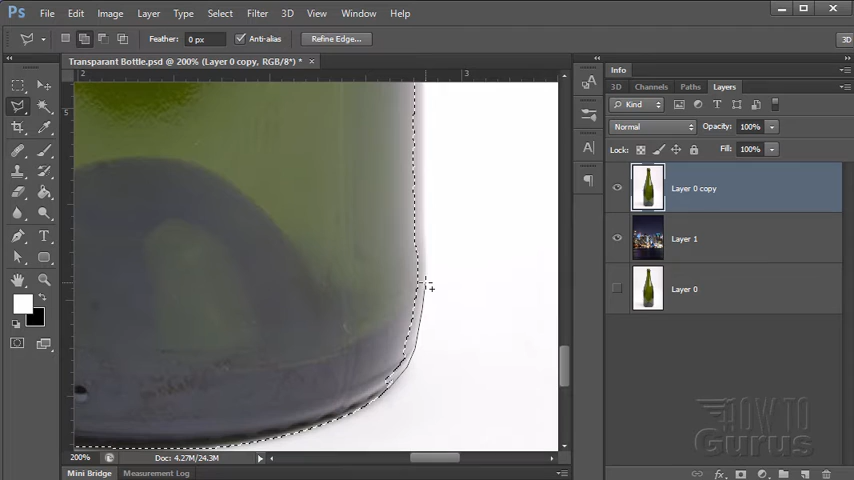 Ps File Edit Image Layer Type Select Filter 3D View Window Help
Feather: 0 px Anti-alias Refine Edge... 3D
Transparant Bottle.psd @ 200% (Layer 0 copy, RGB/8*) * ×
2 3
5
Info
3D Channels Paths Layers
Kind
Normal Opacity: 100%
Lock: Fill: 100%
Layer 0 copy
Layer 1
Layer 0
HOW TO
Gurus
200% Doc: 4.27M/24.3M
Mini Bridge Measurement Log